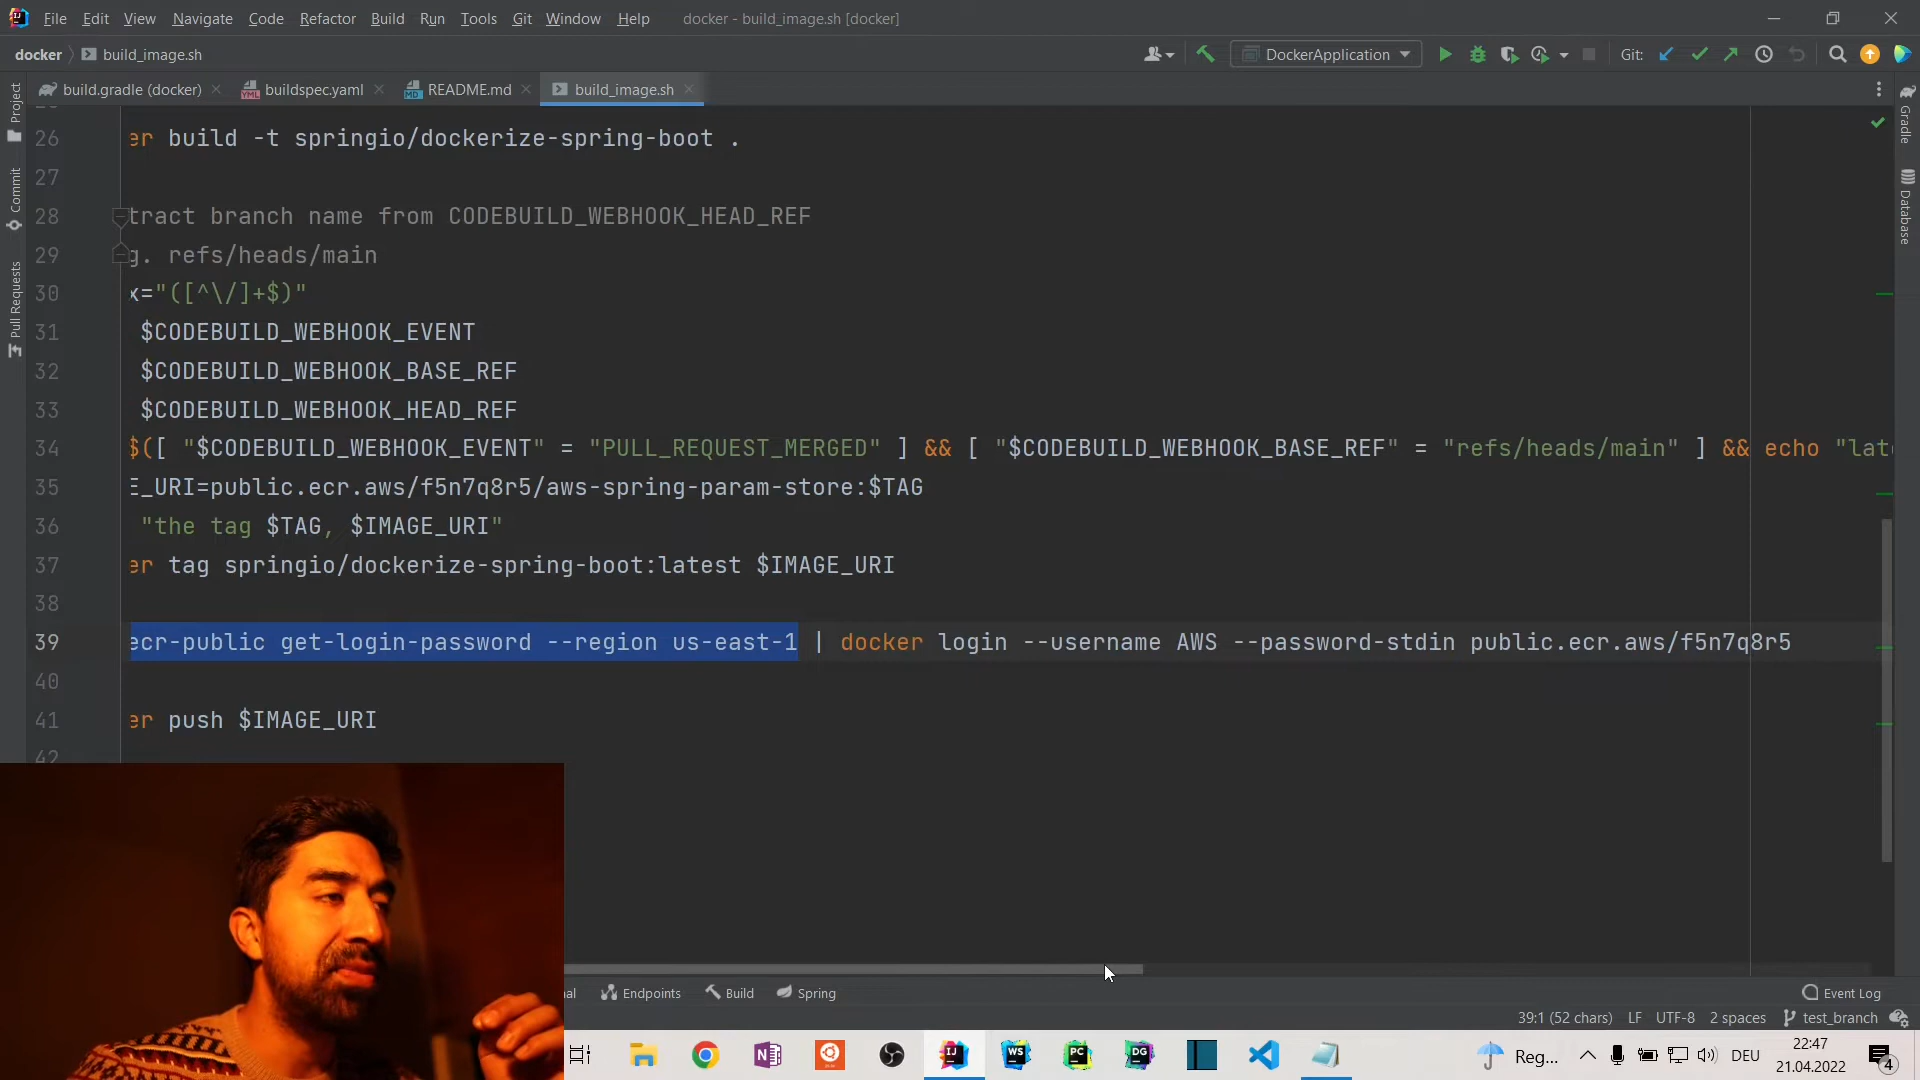 File Edit View Navigate Code Refactor Build Run Tools Git Window Help docker - build_image.sh [docker]
docker build_image.sh DockerApplication Git:
build.gradle (docker) buildspec.yaml README.md build_image.sh
Project
Commit
Pull Requests
Gradle
Database
26 er build -t springio/dockerize-spring-boot .
27
28 tract branch name from CODEBUILD_WEBHOOK_HEAD_REF
29 g. refs/heads/main
30 x="([^\/]+$)"
31 $CODEBUILD_WEBHOOK_EVENT
32 $CODEBUILD_WEBHOOK_BASE_REF
33 $CODEBUILD_WEBHOOK_HEAD_REF
34 $([ "$CODEBUILD_WEBHOOK_EVENT" = "PULL_REQUEST_MERGED" ] && [ "$CODEBUILD_WEBHOOK_BASE_REF" = "refs/heads/main" ] && echo "lat
35 E_URI=public.ecr.aws/f5n7q8r5/aws-spring-param-store:$TAG
36 "the tag $TAG, $IMAGE_URI"
37 er tag springio/dockerize-spring-boot:latest $IMAGE_URI
38
39 ecr-public get-login-password --region us-east-1 | docker login --username AWS --password-stdin public.ecr.aws/f5n7q8r5
40
41 er push $IMAGE_URI
42
nal Endpoints Build Spring Event Log
39:1 (52 chars) LF UTF-8 2 spaces test_branch
Reg... DEU 22:47
21.04.2022 4